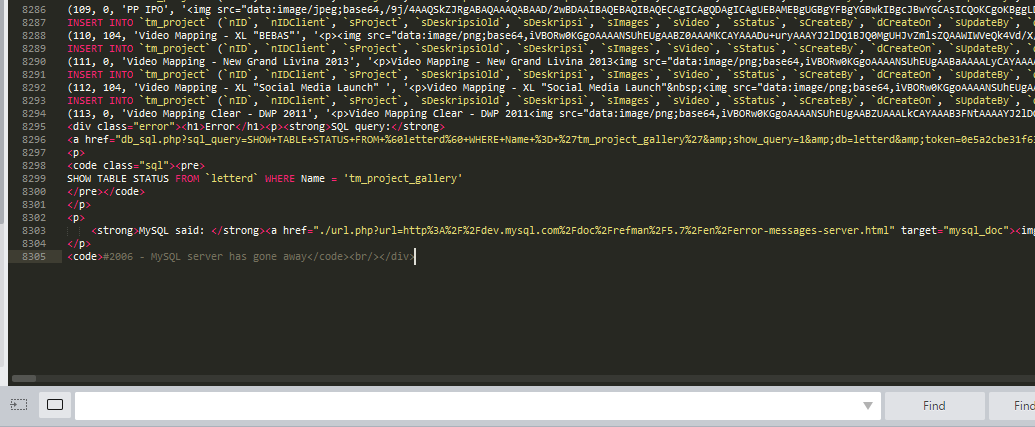 8286 (109, 0, 'PP IPO', '<img src="data:image/jpeg;base64,/9j/4AAQSkZJRgABAQAAAQABAAD/2wBDAAIBAQEBAQIBAQECAgICAgQDAgICAgUEBAMEBgUGBgYFBgYGBwkIBgcJBwYGCAsICQoKCgoKBggL
8287 INSERT INTO `tm_project` (`nID`, `nIDClient`, `sProject`, `sDeskripsiOld`, `sDeskripsi`, `sImages`, `sVideo`, `sStatus`, `sCreateBy`, `dCreateOn`, `sUpdateBy`,
8288 (110, 104, 'Video Mapping - XL "BEBAS"', '<p><img src="data:image/png;base64,
8289 INSERT INTO `tm_project` (`nID`, `nIDClient`, `sProject`, `sDeskripsiOld`, `sDeskripsi`, `sImages`, `sVideo`, `sStatus`, `sCreateBy`, `dCreateOn`, `sUpdateBy`,
8290 (111, 0, 'Video Mapping - New Grand Livina 2013', '<p>Video Mapping - New Grand Livina 2013<img src="data:image/png;base64,
8291 INSERT INTO `tm_project` (`nID`, `nIDClient`, `sProject`, `sDeskripsiOld`, `sDeskripsi`, `sImages`, `sVideo`, `sStatus`, `sCreateBy`, `dCreateOn`, `sUpdateBy`,
8292 (112, 104, 'Video Mapping - XL "Social Media Launch" ', '<p>Video Mapping - XL "Social Media Launch"&nbsp;<img src="data:image/png;base64,
8293 INSERT INTO `tm_project` (`nID`, `nIDClient`, `sProject`, `sDeskripsiOld`, `sDeskripsi`, `sImages`, `sVideo`, `sStatus`, `sCreateBy`, `dCreateOn`, `sUpdateBy`,
8294 (113, 0, 'Video Mapping Clear - DWP 2011', '<p>Video Mapping Clear - DWP 2011<img src="data:image/png;base64,
8295 <div class="error"><h1>Error</h1><p><strong>SQL query:</strong>
8296 <a href="db_sql.php?sql_query=SHOW+TABLE+STATUS+FROM+%60letterd%60+WHERE+Name+%3D+%27tm_project_gallery%27&amp;show_query=1&amp;db=letterd&amp;token=0e5a2cbe31f6
8297 <p>
8298 <code class="sql"><pre>
8299 SHOW TABLE STATUS FROM `letterd` WHERE Name = 'tm_project_gallery'
8300 </pre></code>
8301 </p>
8302 <p>
8303 <strong>MySQL said: </strong><a href="./url.php?url=http%3A%2F%2Fdev.mysql.com%2Fdoc%2Frefman%2F5.7%2Fen%2Ferror-messages-server.html" target="mysql_doc"><img
8304 </p>
8305 <code>#2006 - MySQL server has gone away</code><br/></div>
Find
Find